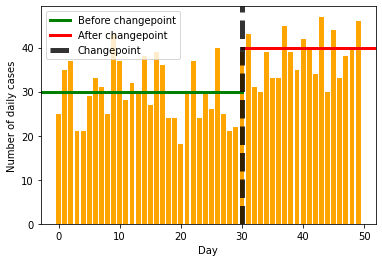 Before changepoint
After changepoint
Changepoint
Number of daily cases
40
30
20
10
0
0 10 20 30 40 50
Day